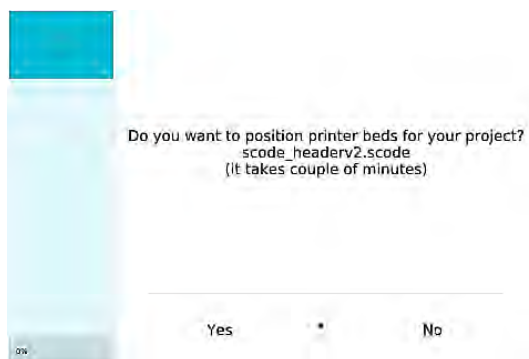 Do you want to position printer beds for your project?
scode_headerv2.scode
(it takes couple of minutes)
Yes
No
0%